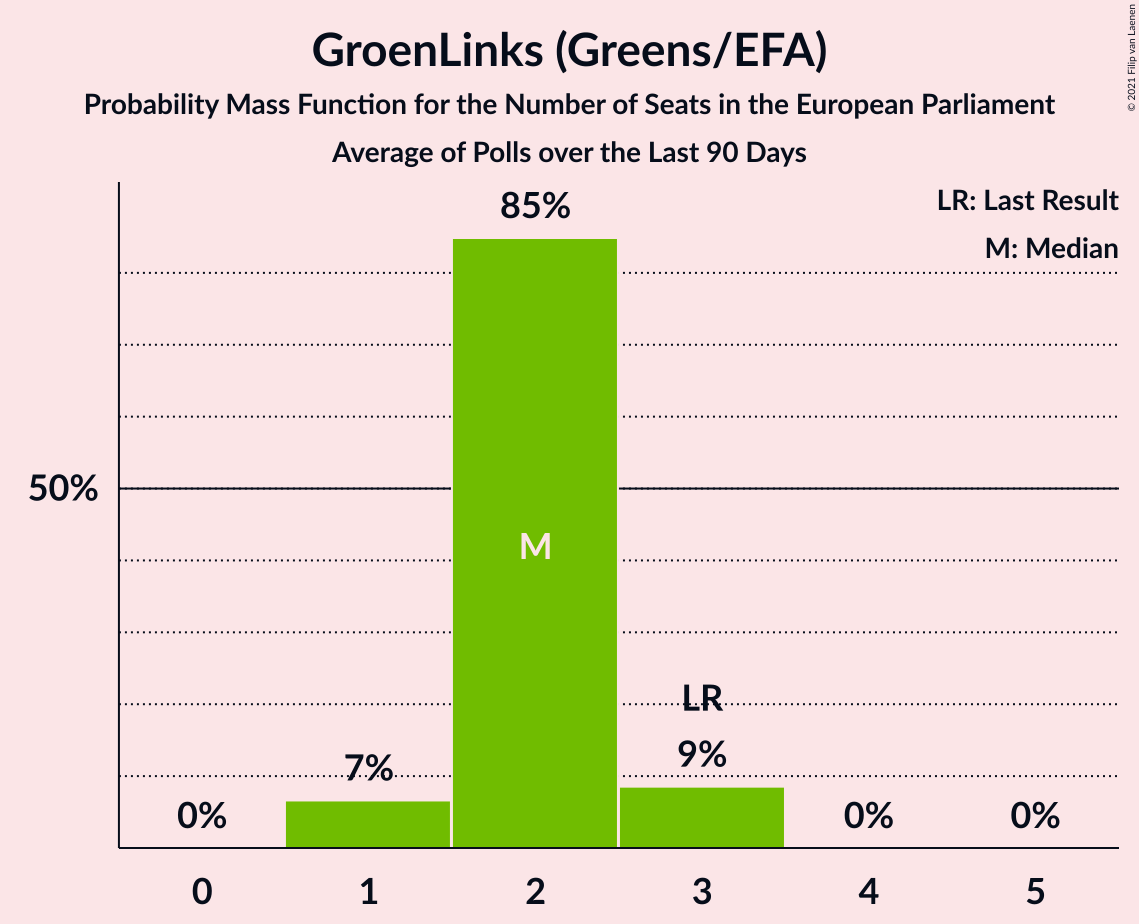 GroenLinks (Greens/EFA)
Probability Mass Function for the Number of Seats in the European Parliament
Average of Polls over the Last 90 Days
© 2021 Filip van Laenen
LR: Last Result
M: Median
85%
50%
M
LR
7%
9%
0%
0%
0%
0 1 2 3 4 5